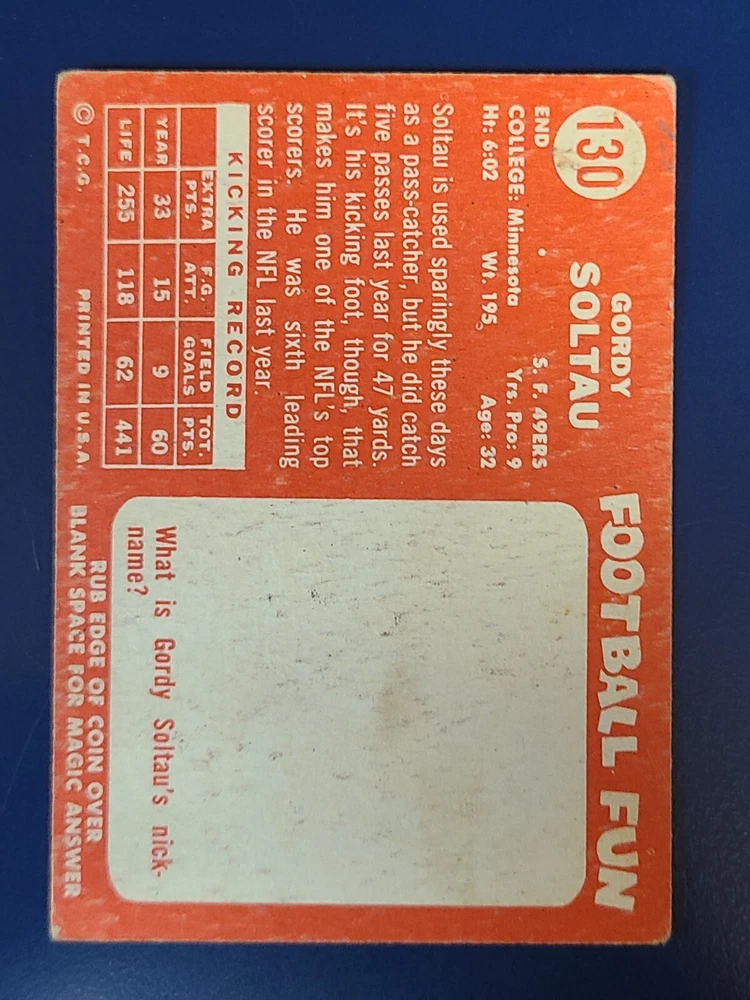 130
GORDY
SOLTAU
END
S. F. 49ERS
COLLEGE: Minnesota
Yrs. Pro: 9
Ht: 6:02
Wt. 195
Age: 32
Soltau is used sparingly these days
as a pass-catcher, but he did catch
five passes last year for 47 yards.
It's his kicking foot, though, that
makes him one of the NFL's top
scorers. He was sixth leading
scorer in the NFL last year.
KICKING RECORD
EXTRA PTS. F.G. ATT. FIELD GOALS TOT. PTS.
YEAR 33 15 9 60
LIFE 255 118 62 441
© T.C.G. PRINTED IN U.S.A.
FOOTBALL FUN
What is Gordy Soltau's nick-
name?
RUB EDGE OF COIN OVER
BLANK SPACE FOR MAGIC ANSWER